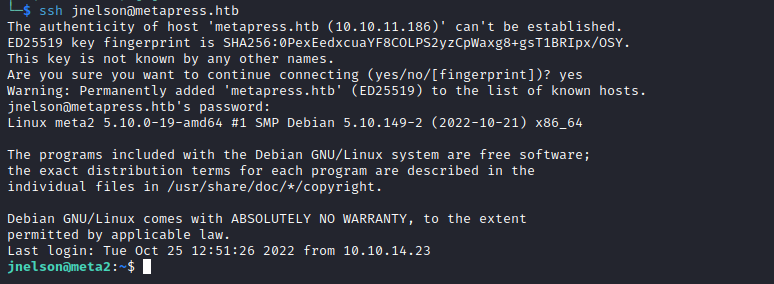 └─$ ssh jnelson@metapress.htb
The authenticity of host 'metapress.htb (10.10.11.186)' can't be established.
ED25519 key fingerprint is SHA256:0PexEedxcuaYF8COLPS2yzCpWaxg8+gsT1BRIpx/OSY.
This key is not known by any other names.
Are you sure you want to continue connecting (yes/no/[fingerprint])? yes
Warning: Permanently added 'metapress.htb' (ED25519) to the list of known hosts.
jnelson@metapress.htb's password:
Linux meta2 5.10.0-19-amd64 #1 SMP Debian 5.10.149-2 (2022-10-21) x86_64
The programs included with the Debian GNU/Linux system are free software;
the exact distribution terms for each program are described in the
individual files in /usr/share/doc/*/copyright.
Debian GNU/Linux comes with ABSOLUTELY NO WARRANTY, to the extent
permitted by applicable law.
Last login: Tue Oct 25 12:51:26 2022 from 10.10.14.23
jnelson@meta2:~$